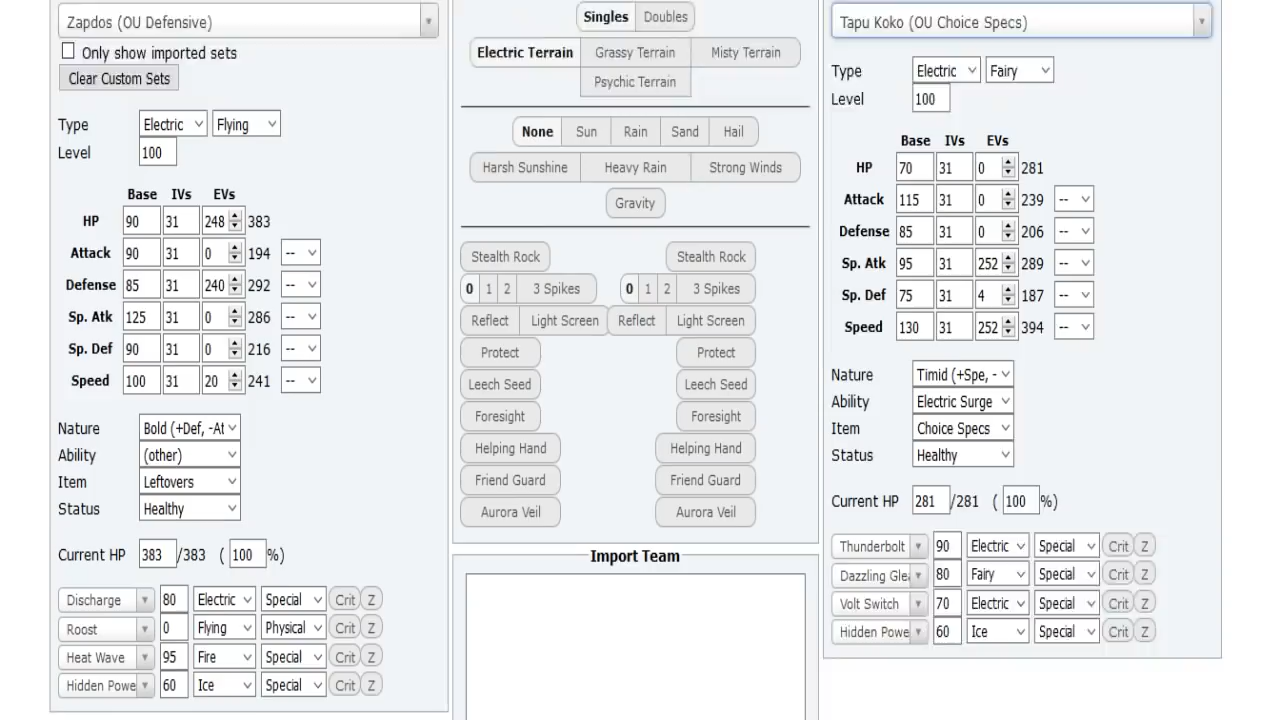 Zapdos (OU Defensive)
Only show imported sets
Clear Custom Sets
Type Electric Flying
Level 100
Base IVs EVs
HP 90 31 248 383
Attack 90 31 0 194 --
Defense 85 31 240 292 --
Sp. Atk 125 31 0 286 --
Sp. Def 90 31 0 216 --
Speed 100 31 20 241 --
Nature Bold (+Def, -At
Ability (other)
Item Leftovers
Status Healthy
Current HP 383 /383 ( 100 %)
Discharge 80 Electric Special Crit Z
Roost 0 Flying Physical Crit Z
Heat Wave 95 Fire Special Crit Z
Hidden Powe 60 Ice Special Crit Z
Singles Doubles
Electric Terrain Grassy Terrain Misty Terrain
Psychic Terrain
None Sun Rain Sand Hail
Harsh Sunshine Heavy Rain Strong Winds
Gravity
Stealth Rock Stealth Rock
0 1 2 3 Spikes 0 1 2 3 Spikes
Reflect Light Screen Reflect Light Screen
Protect Protect
Leech Seed Leech Seed
Foresight Foresight
Helping Hand Helping Hand
Friend Guard Friend Guard
Aurora Veil Aurora Veil
Import Team
Tapu Koko (OU Choice Specs)
Type Electric Fairy
Level 100
Base IVs EVs
HP 70 31 0 281
Attack 115 31 0 239 --
Defense 85 31 0 206 --
Sp. Atk 95 31 252 289 --
Sp. Def 75 31 4 187 --
Speed 130 31 252 394 --
Nature Timid (+Spe, -
Ability Electric Surge
Item Choice Specs
Status Healthy
Current HP 281 /281 ( 100 %)
Thunderbolt 90 Electric Special Crit Z
Dazzling Gle 80 Fairy Special Crit Z
Volt Switch 70 Electric Special Crit Z
Hidden Powe 60 Ice Special Crit Z